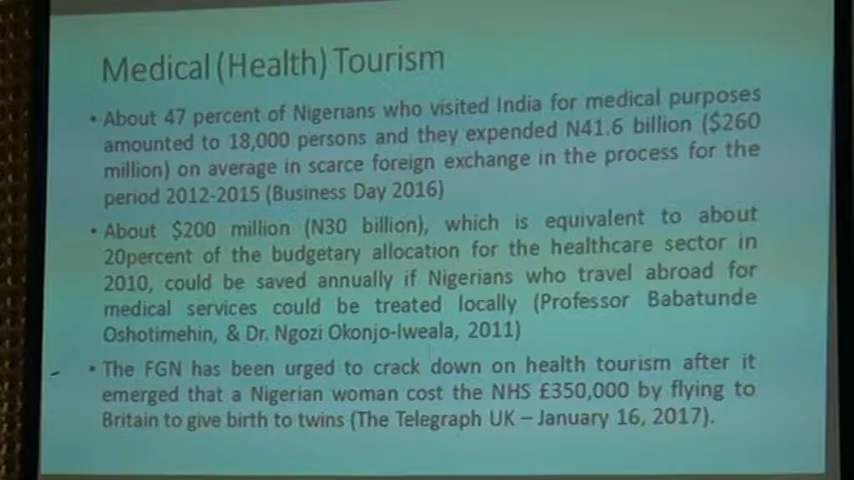 Medical (Health) Tourism
• About 47 percent of Nigerians who visited India for medical purposes
amounted to 18,000 persons and they expended N41.6 billion ($260
million) on average in scarce foreign exchange in the process for the
period 2012-2015 (Business Day 2016)
• About $200 million (N30 billion), which is equivalent to about
20percent of the budgetary allocation for the healthcare sector in
2010, could be saved annually if Nigerians who travel abroad for
medical services could be treated locally (Professor Babatunde
Oshotimehin, & Dr. Ngozi Okonjo-Iweala, 2011)
• The FGN has been urged to crack down on health tourism after it
emerged that a Nigerian woman cost the NHS £350,000 by flying to
Britain to give birth to twins (The Telegraph UK – January 16, 2017).